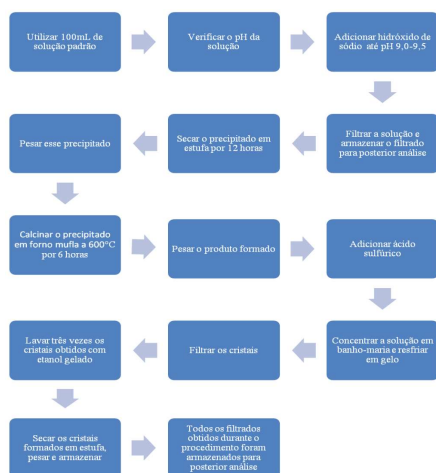 Utilizar 100mL de
solução padrão
Verificar o pH da
solução
Adicionar hidróxido de
sódio até pH 9,0-9,5
Filtrar a solução e
armazenar o filtrado
para posterior análise
Secar o precipitado em
estufa por 12 horas
Pesar esse precipitado
Calcinar o precipitado
em forno mufla a 600°C
por 6 horas
Pesar o produto formado
Adicionar ácido
sulfúrico
Concentrar a solução em
banho-maria e resfriar
em gelo
Filtrar os cristais
Lavar três vezes os
cristais obtidos com
etanol gelado
Secar os cristais
formados em estufa,
pesar e armazenar
Todos os filtrados
obtidos durante o
procedimento foram
armazenados para
posterior análise